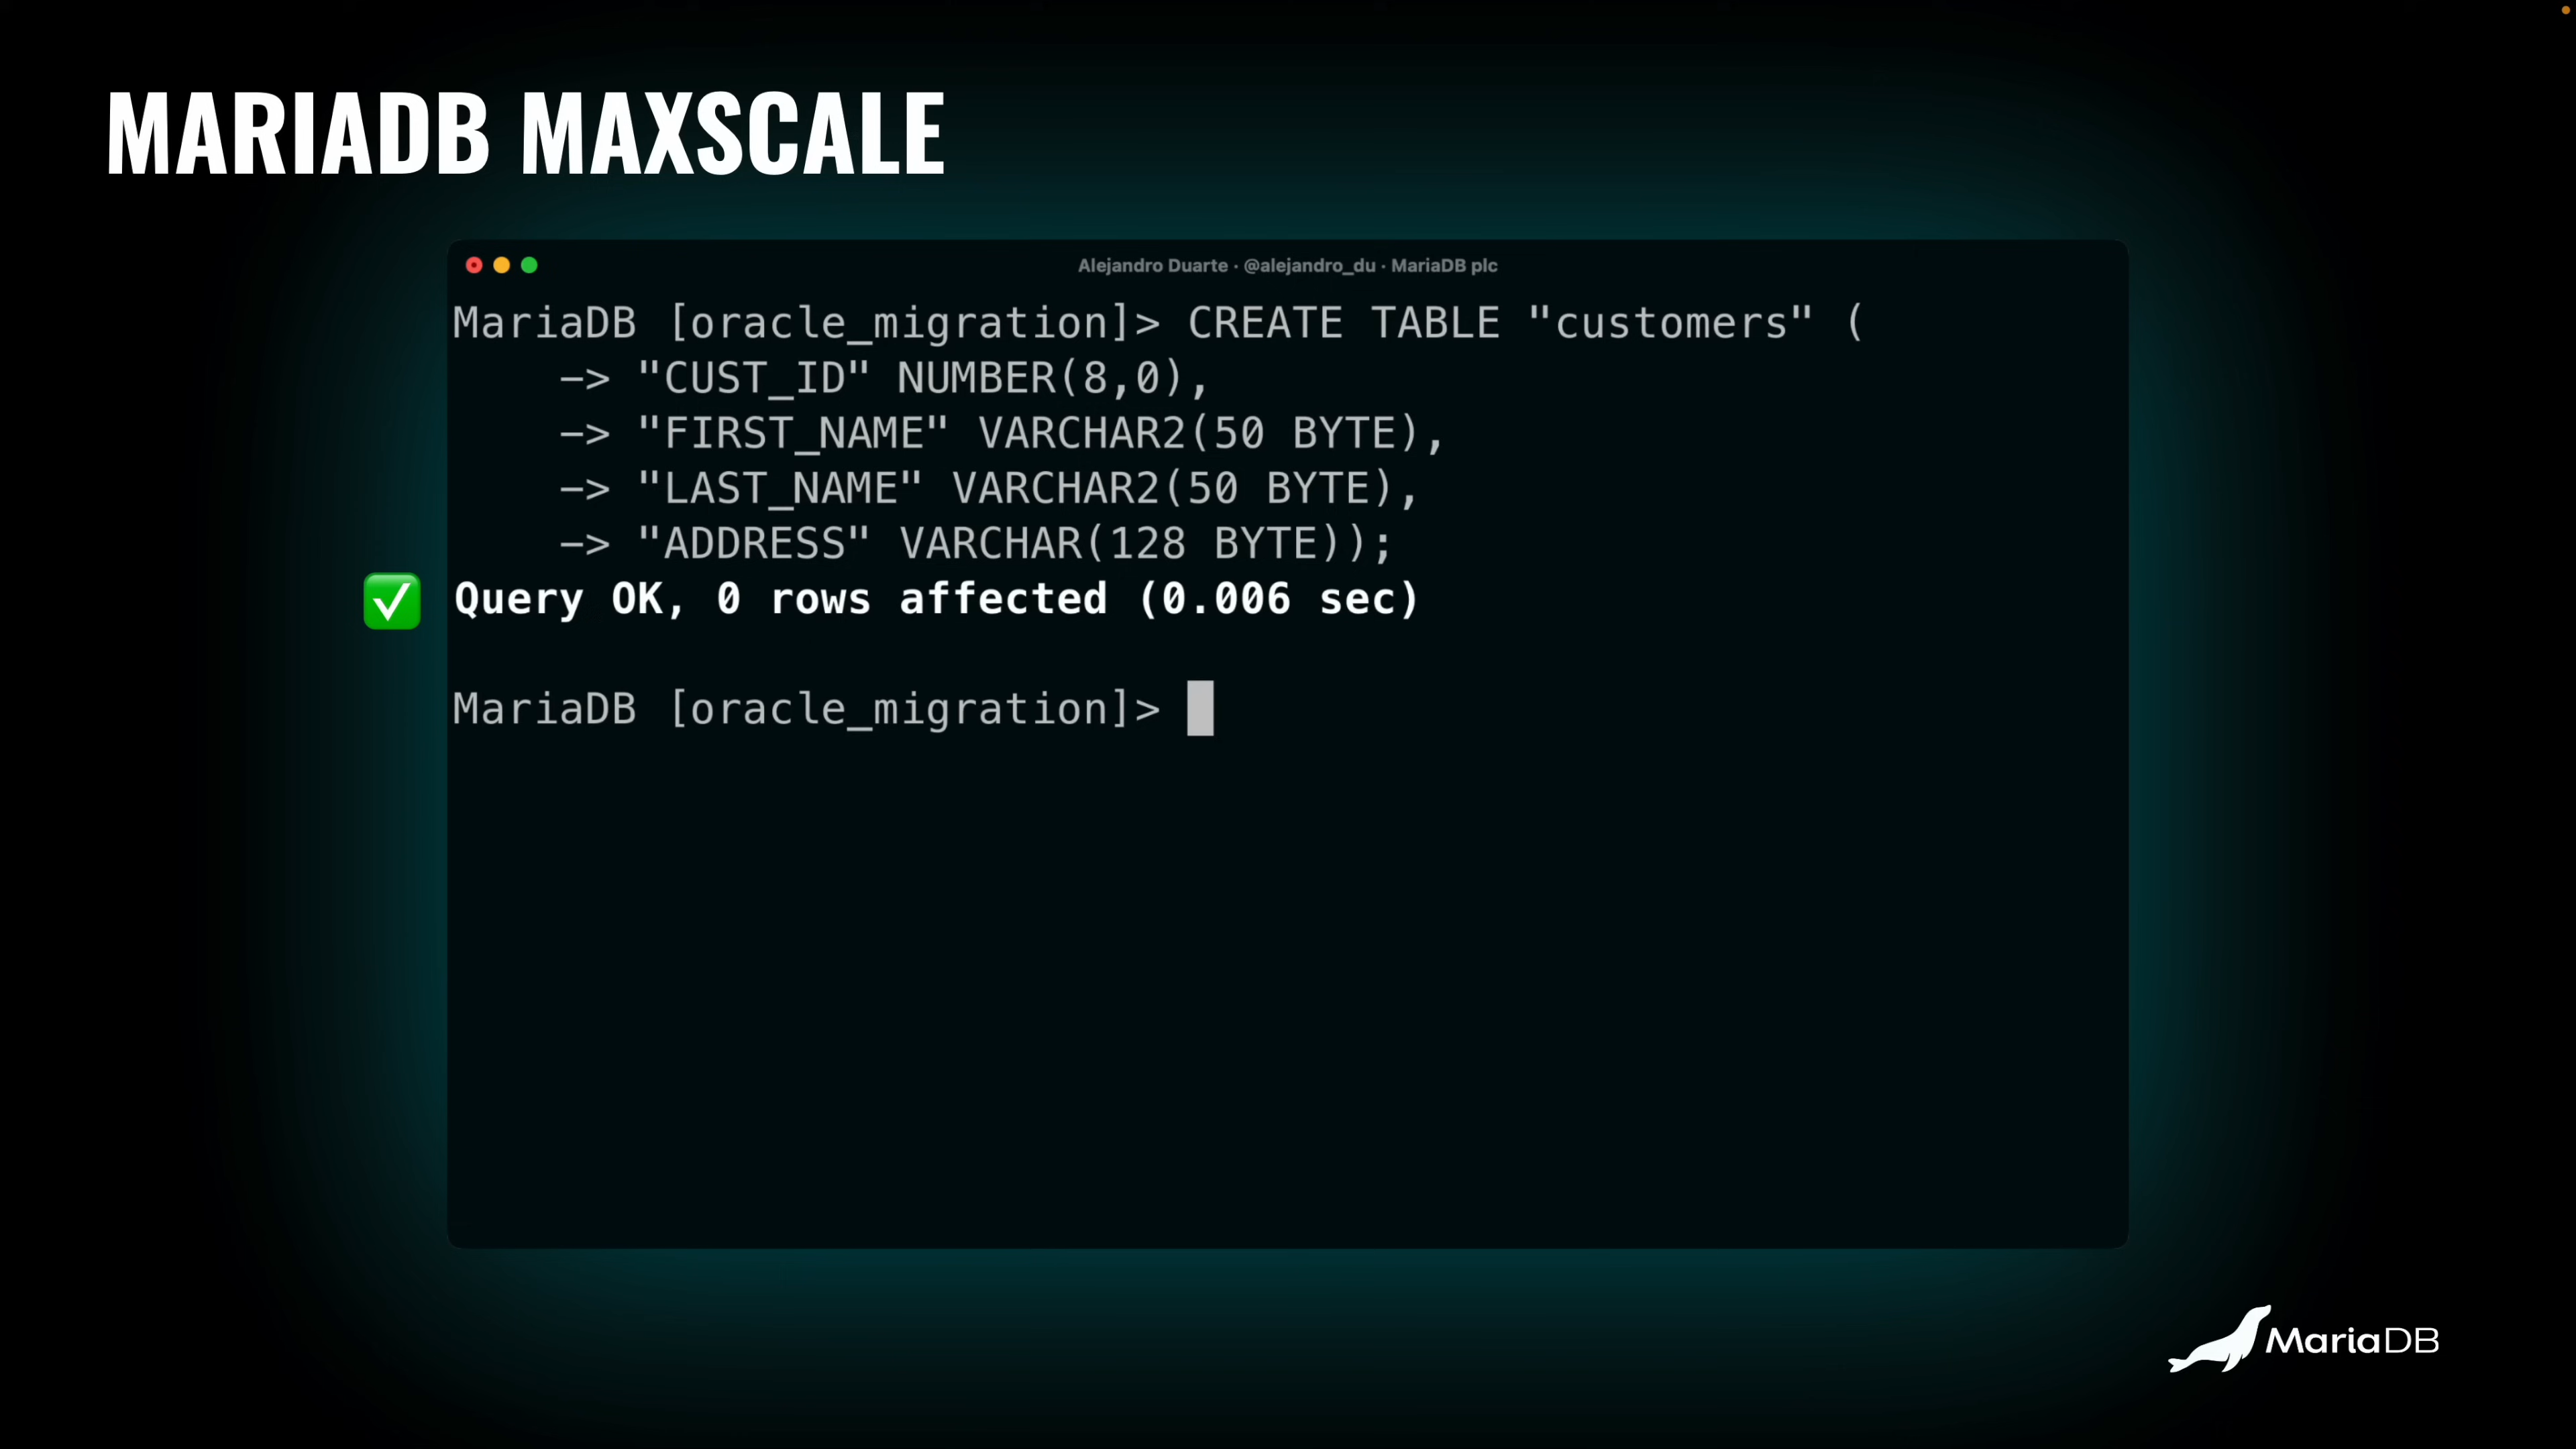 MARIADB MAXSCALE
Alejandro Duarte · @alejandro_du · MariaDB plc
MariaDB [oracle_migration]> CREATE TABLE "customers" (
    -> "CUST_ID" NUMBER(8,0),
    -> "FIRST_NAME" VARCHAR2(50 BYTE),
    -> "LAST_NAME" VARCHAR2(50 BYTE),
    -> "ADDRESS" VARCHAR(128 BYTE));
Query OK, 0 rows affected (0.006 sec)
MariaDB [oracle_migration]>
MariaDB